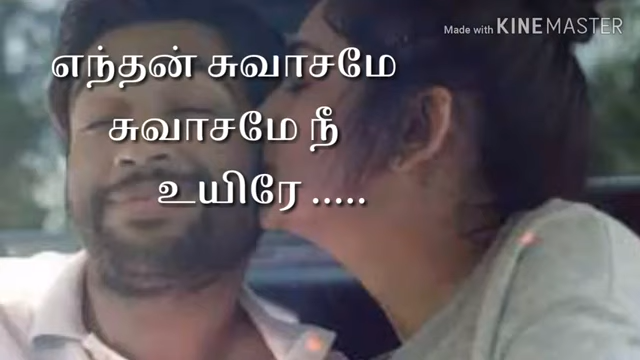 Made with KINEMASTER
எந்தன் சுவாசமே
சுவாசமே நீ
உயிரே .....